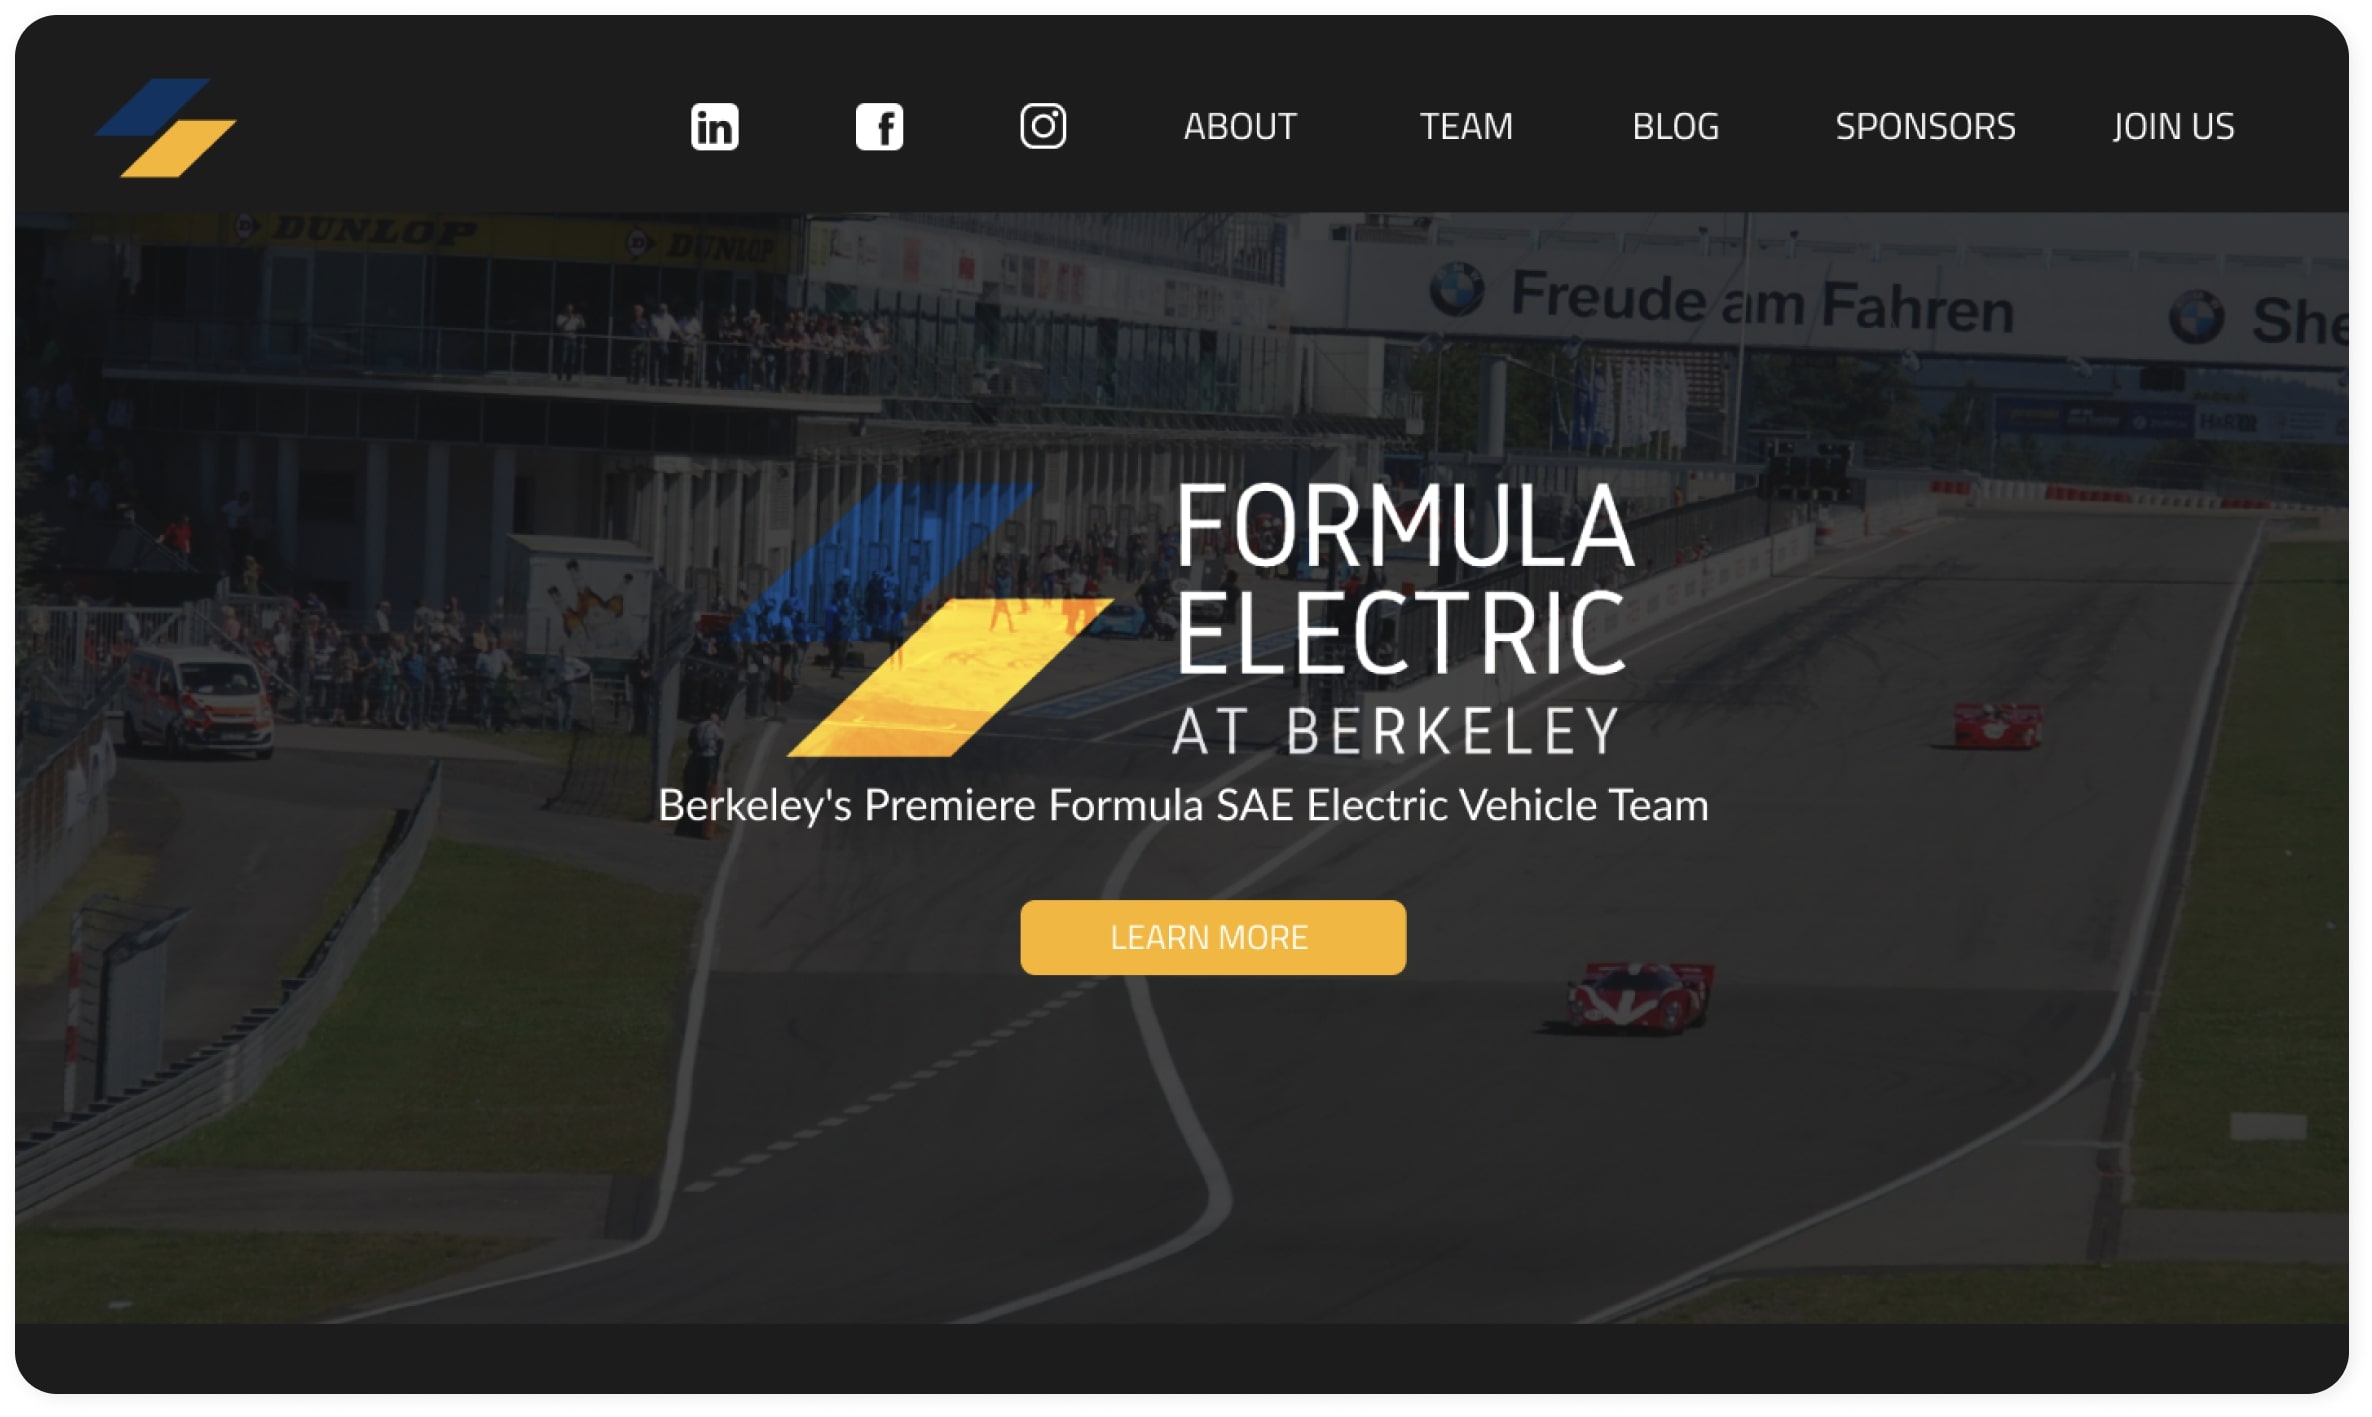 in f ABOUT TEAM BLOG SPONSORS JOIN US
DUNLOP DUNLOP
Freude am Fahren She
FORMULA
ELECTRIC
AT BERKELEY
Berkeley's Premiere Formula SAE Electric Vehicle Team
LEARN MORE